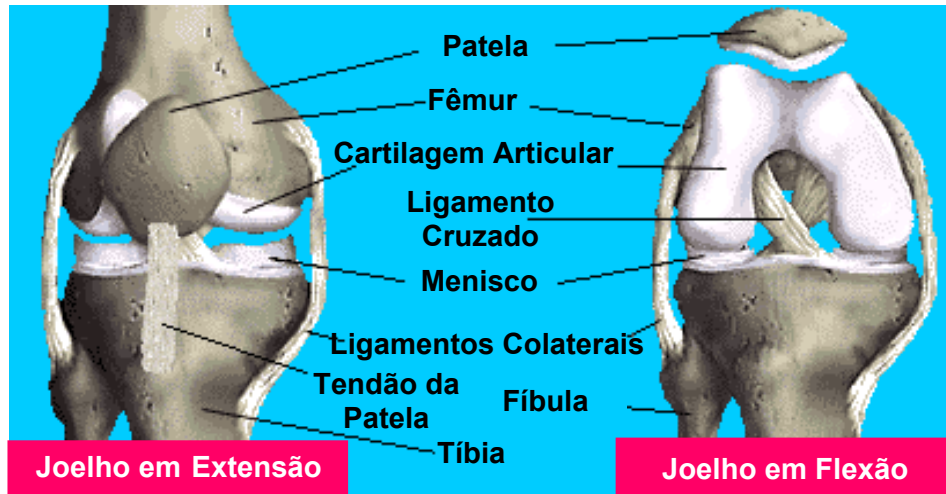 Patela
Fêmur
Cartilagem Articular
Ligamento
Cruzado
Menisco
Ligamentos Colaterais
Tendão da
Patela
Fíbula
Tíbia
Joelho em Extensão
Joelho em Flexão